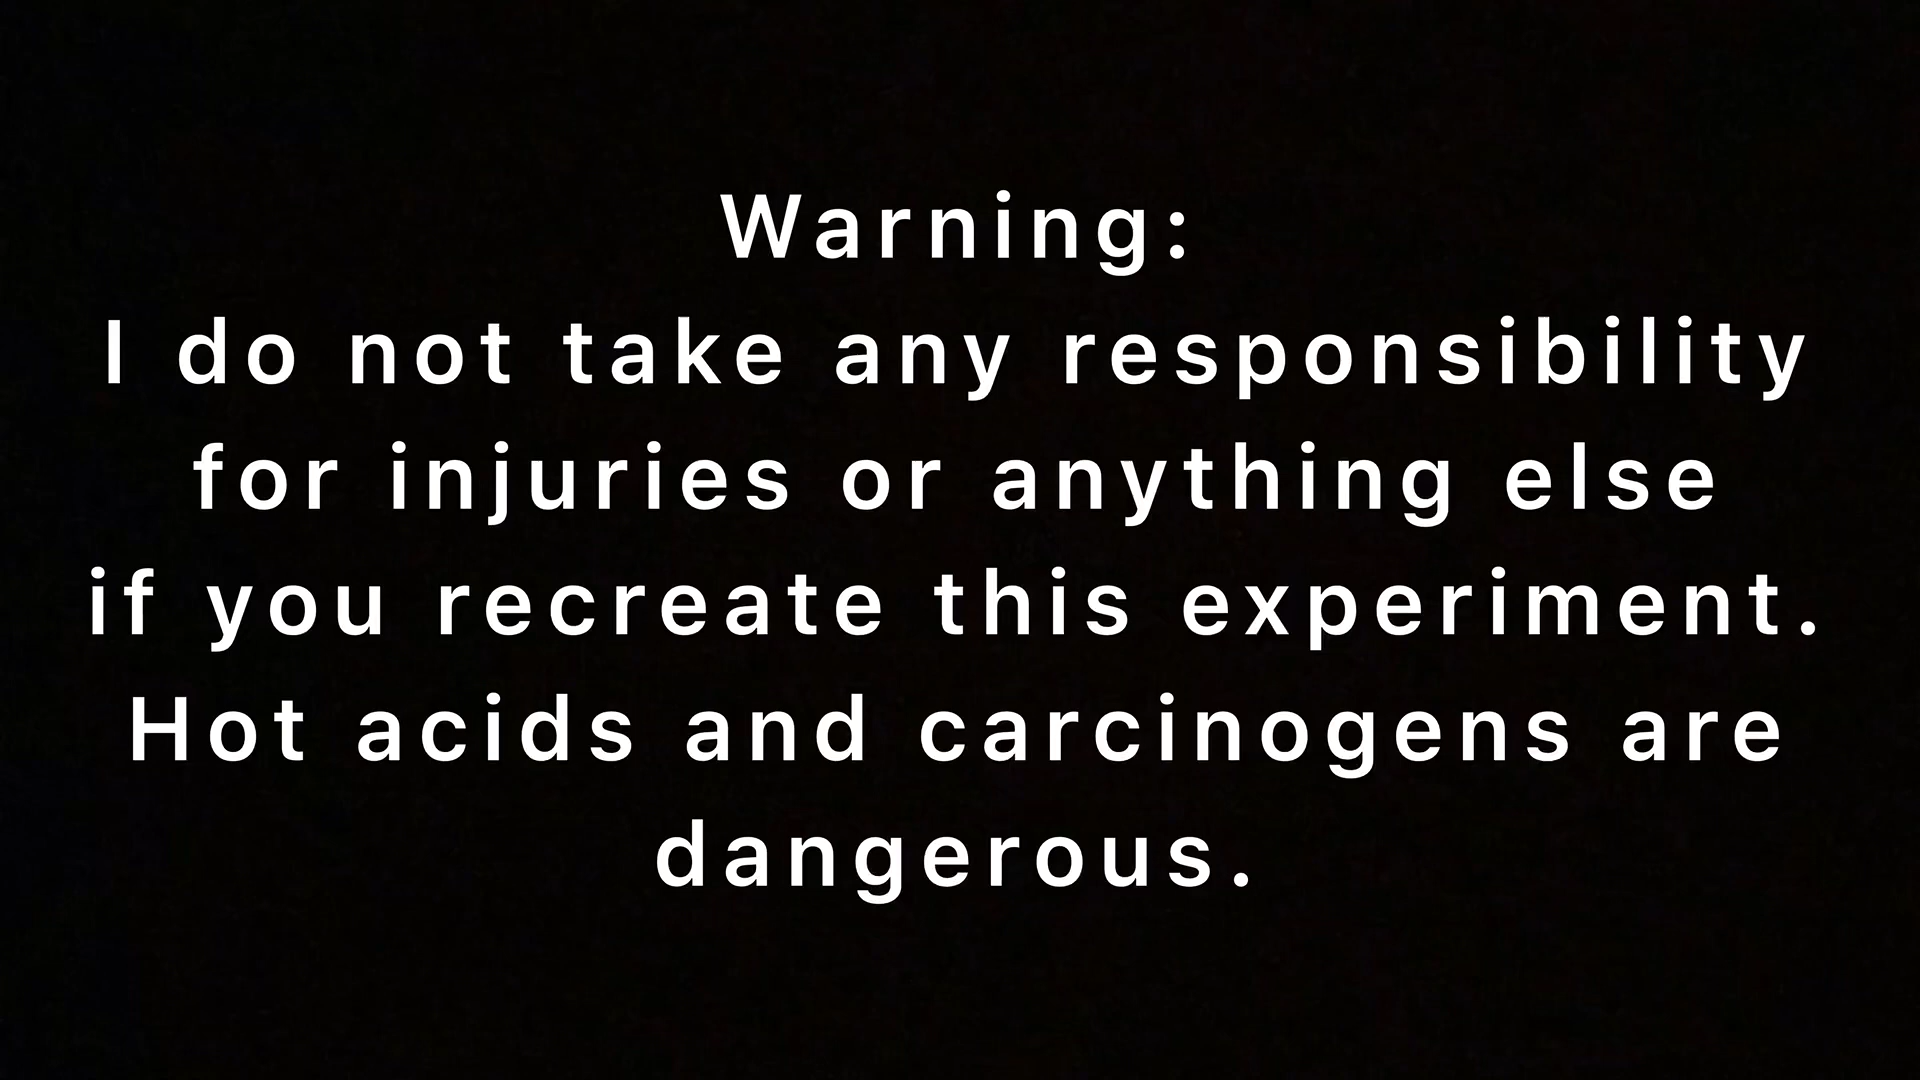 Warning:
I do not take any responsibility
for injuries or anything else
if you recreate this experiment.
Hot acids and carcinogens are
dangerous.